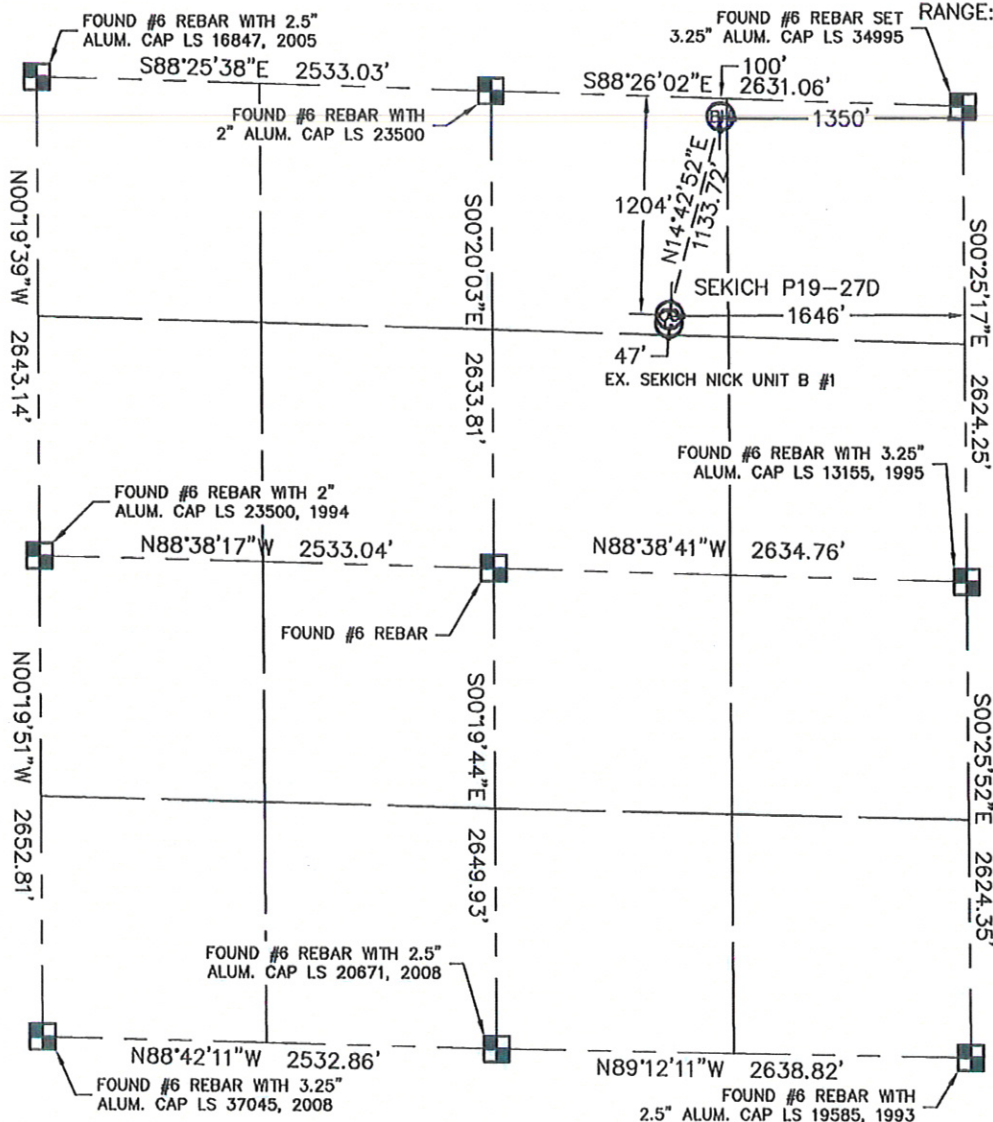 FOUND #6 REBAR WITH 2.5"
ALUM. CAP LS 16847, 2005
FOUND #6 REBAR SET
3.25" ALUM. CAP LS 34995
RANGE:
S88°25'38"E 2533.03'
S88°26'02"E 2631.06'
100'
FOUND #6 REBAR WITH
2" ALUM. CAP LS 23500
BH
1350'
N00°19'39"W 2643.14'
S00°20'03"E 2633.81'
1204'
N14°42'52"E
1133.72'
S00°25'17"E 2624.25'
SEKICH P19-27D
1646'
47'
EX. SEKICH NICK UNIT B #1
FOUND #6 REBAR WITH 3.25"
ALUM. CAP LS 13155, 1995
FOUND #6 REBAR WITH 2"
ALUM. CAP LS 23500, 1994
N88°38'17"W 2533.04'
N88°38'41"W 2634.76'
FOUND #6 REBAR
N00°19'51"W 2652.81'
S00°19'44"E 2649.93'
S00°25'52"E 2624.35'
FOUND #6 REBAR WITH 2.5"
ALUM. CAP LS 20671, 2008
N88°42'11"W 2532.86'
N89°12'11"W 2638.82'
FOUND #6 REBAR WITH 3.25"
ALUM. CAP LS 37045, 2008
FOUND #6 REBAR WITH
2.5" ALUM. CAP LS 19585, 1993